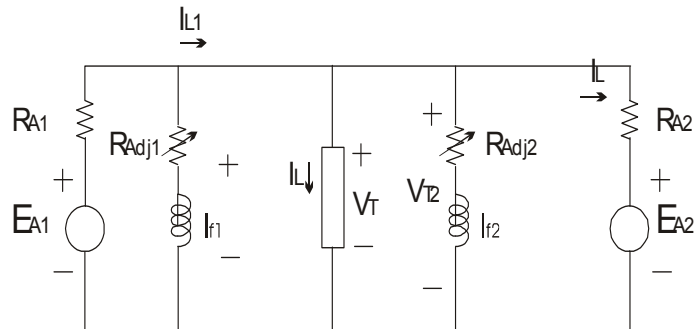 IL1
IL
RA1
RAdj1
+
+
RAdj2
RA2
+
+
+
IL
VT
VT2
+
EA1
If1
If2
EA2
−
−
−
−
−